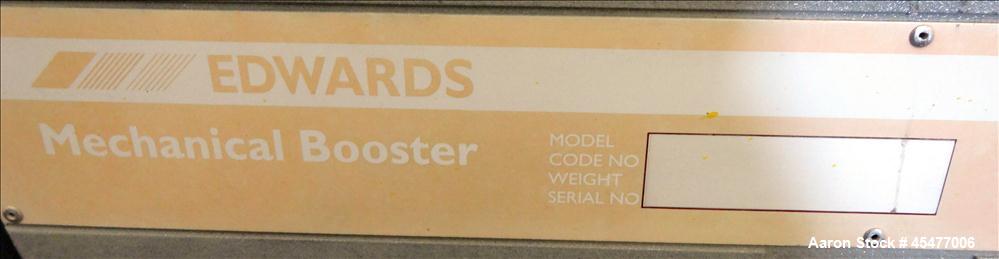 EDWARDS
Mechanical Booster
MODEL
CODE NO
WEIGHT
SERIAL NO
Aaron Stock # 45477006